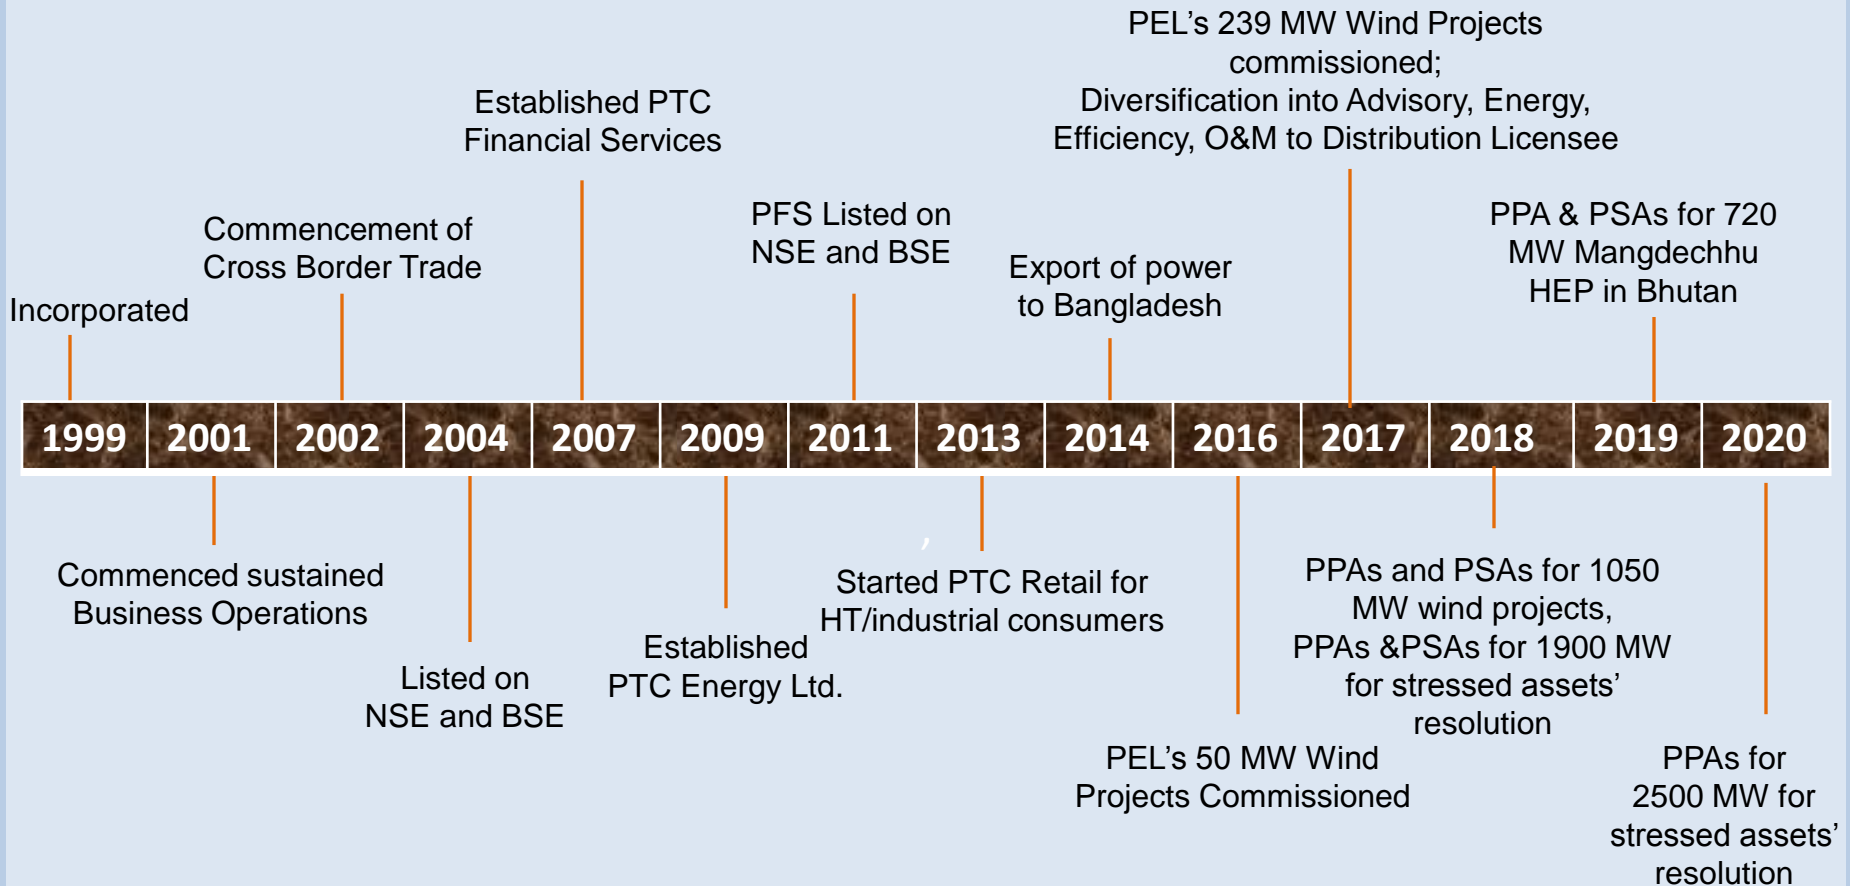 PEL’s 239 MW Wind Projects
commissioned;
Diversification into Advisory, Energy,
Efficiency, O&M to Distribution Licensee
Established PTC
Financial Services
PFS Listed on
NSE and BSE
PPA & PSAs for 720
MW Mangdechhu
HEP in Bhutan
Commencement of
Cross Border Trade
Export of power
to Bangladesh
Incorporated
1999 2001 2002 2004 2007 2009 2011 2013 2014 2016 2017 2018 2019 2020
,
Commenced sustained
Business Operations
Listed on
NSE and BSE
Established
PTC Energy Ltd.
Started PTC Retail for
HT/industrial consumers
PEL’s 50 MW Wind
Projects Commissioned
PPAs and PSAs for 1050
MW wind projects,
PPAs &PSAs for 1900 MW
for stressed assets’
resolution
PPAs for
2500 MW for
stressed assets’
resolution